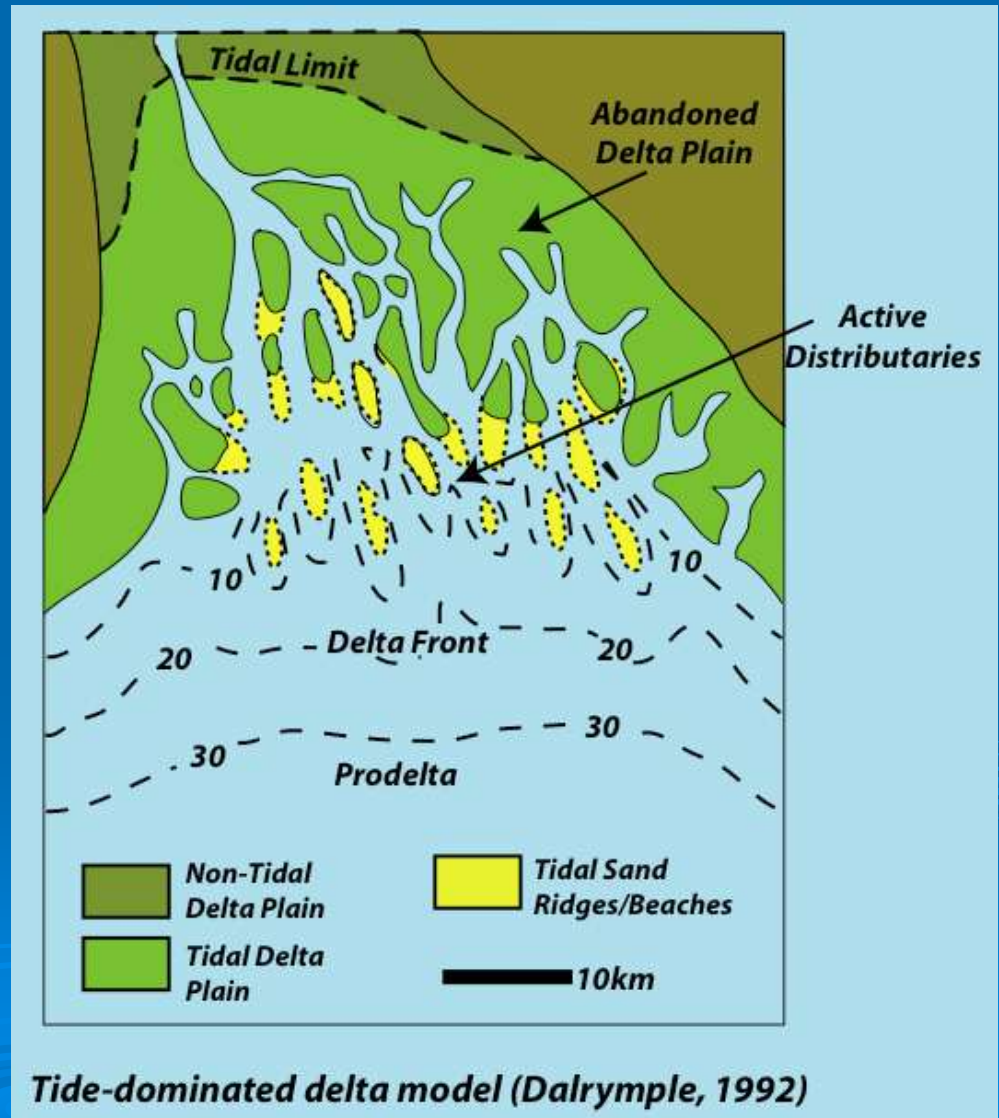 Tidal Limit
Abandoned
Delta Plain
Active
Distributaries
10
10
Delta Front
20
20
30
30
Prodelta
Non-Tidal
Delta Plain
Tidal Sand
Ridges/Beaches
Tidal Delta
Plain
10km
Tide-dominated delta model (Dalrymple, 1992)